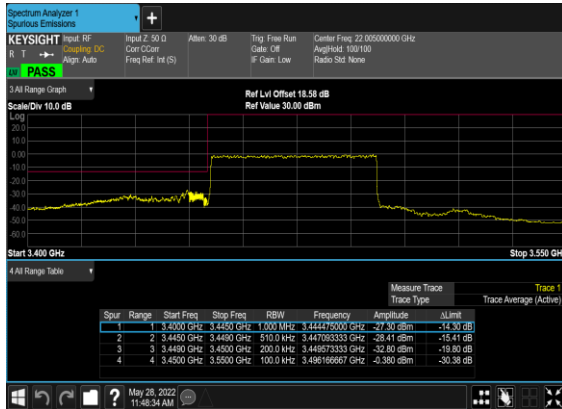 Spectrum Analyzer 1
Spurious Emissions
KEYSIGHT
R T
Input: RF
Coupling: DC
Align: Auto
Input Z: 50 Ω
Corr CCorr
Freq Ref: Int (S)
Atten: 30 dB
Trig: Free Run
Gate: Off
IF Gain: Low
Center Freq: 22.005000000 GHz
Avg|Hold: 100/100
Radio Std: None
PASS
3 All Range Graph
Scale/Div 10.0 dB
Ref Lvl Offset 18.58 dB
Ref Value 30.00 dBm
Log
20.0
10.0
0.00
-10.0
-20.0
-30.0
-40.0
-50.0
-60.0
Start 3.400 GHz
Stop 3.550 GHz
4 All Range Table
Measure Trace Trace 1
Trace Type Trace Average (Active)
Spur Range Start Freq Stop Freq RBW Frequency Amplitude ΔLimit
1 1 3.4000 GHz 3.4450 GHz 1.000 MHz 3.444475000 GHz -27.30 dBm -14.30 dB
2 2 3.4450 GHz 3.4490 GHz 510.0 kHz 3.447093333 GHz -28.41 dBm -15.41 dB
3 3 3.4490 GHz 3.4500 GHz 200.0 kHz 3.449573333 GHz -32.80 dBm -19.80 dB
4 4 3.4500 GHz 3.5500 GHz 100.0 kHz 3.496166667 GHz -0.380 dBm -30.38 dB
?
May 28, 2022
11:48:34 AM